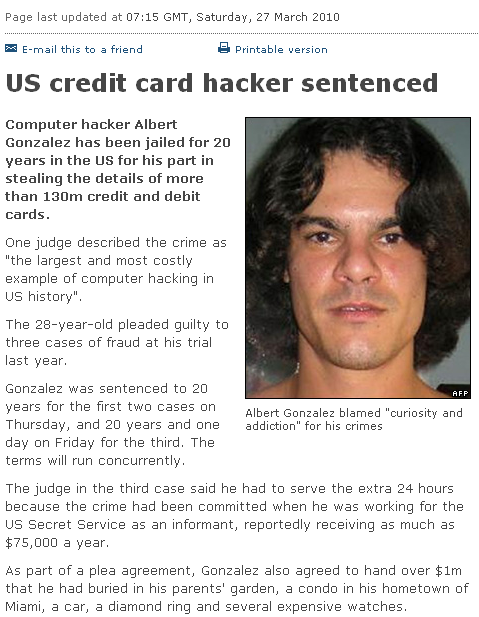 Page last updated at 07:15 GMT, Saturday, 27 March 2010
E-mail this to a friend
Printable version
US credit card hacker sentenced
Computer hacker Albert
Gonzalez has been jailed for 20
years in the US for his part in
stealing the details of more
than 130m credit and debit
cards.
One judge described the crime as
"the largest and most costly
example of computer hacking in
US history".
The 28-year-old pleaded guilty to
three cases of fraud at his trial
last year.
Gonzalez was sentenced to 20
years for the first two cases on
Thursday, and 20 years and one
day on Friday for the third. The
terms will run concurrently.
AFP
Albert Gonzalez blamed "curiosity and
addiction" for his crimes
The judge in the third case said he had to serve the extra 24 hours
because the crime had been committed when he was working for the
US Secret Service as an informant, reportedly receiving as much as
$75,000 a year.
As part of a plea agreement, Gonzalez also agreed to hand over $1m
that he had buried in his parents' garden, a condo in his hometown of
Miami, a car, a diamond ring and several expensive watches.